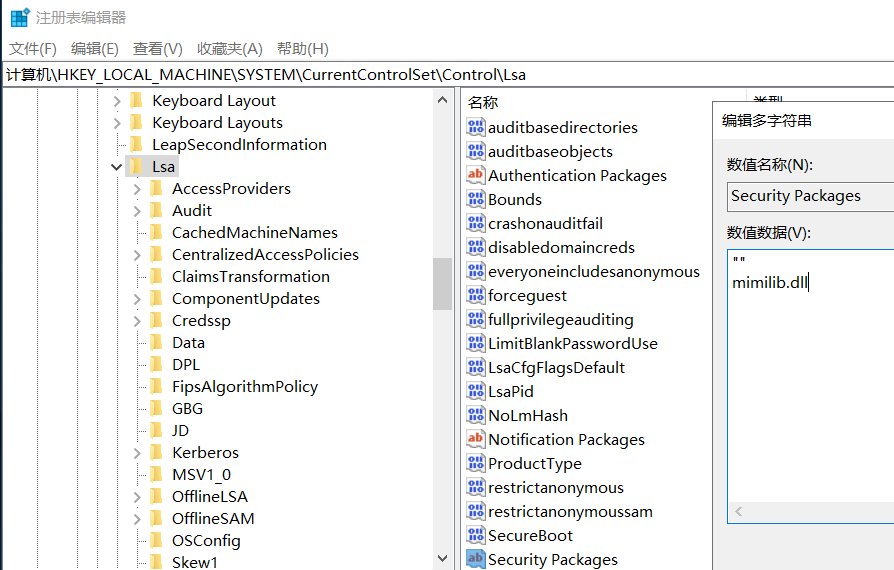 注册表编辑器
文件(F) 编辑(E) 查看(V) 收藏夹(A) 帮助(H)
计算机\HKEY_LOCAL_MACHINE\SYSTEM\CurrentControlSet\Control\Lsa
Keyboard Layout
Keyboard Layouts
LeapSecondInformation
Lsa
AccessProviders
Audit
CachedMachineNames
CentralizedAccessPolicies
ClaimsTransformation
ComponentUpdates
Credssp
Data
DPL
FipsAlgorithmPolicy
GBG
JD
Kerberos
MSV1_0
OfflineLSA
OfflineSAM
OSConfig
Skew1
名称
类型
auditbasedirectories
auditbaseobjects
Authentication Packages
Bounds
crashonauditfail
disabledomaincreds
everyoneincludesanonymous
forceguest
fullprivilegeauditing
LimitBlankPasswordUse
LsaCfgFlagsDefault
LsaPid
NoLmHash
Notification Packages
ProductType
restrictanonymous
restrictanonymoussam
SecureBoot
Security Packages
编辑多字符串
数值名称(N):
Security Packages
数值数据(V):
""
mimilib.dll